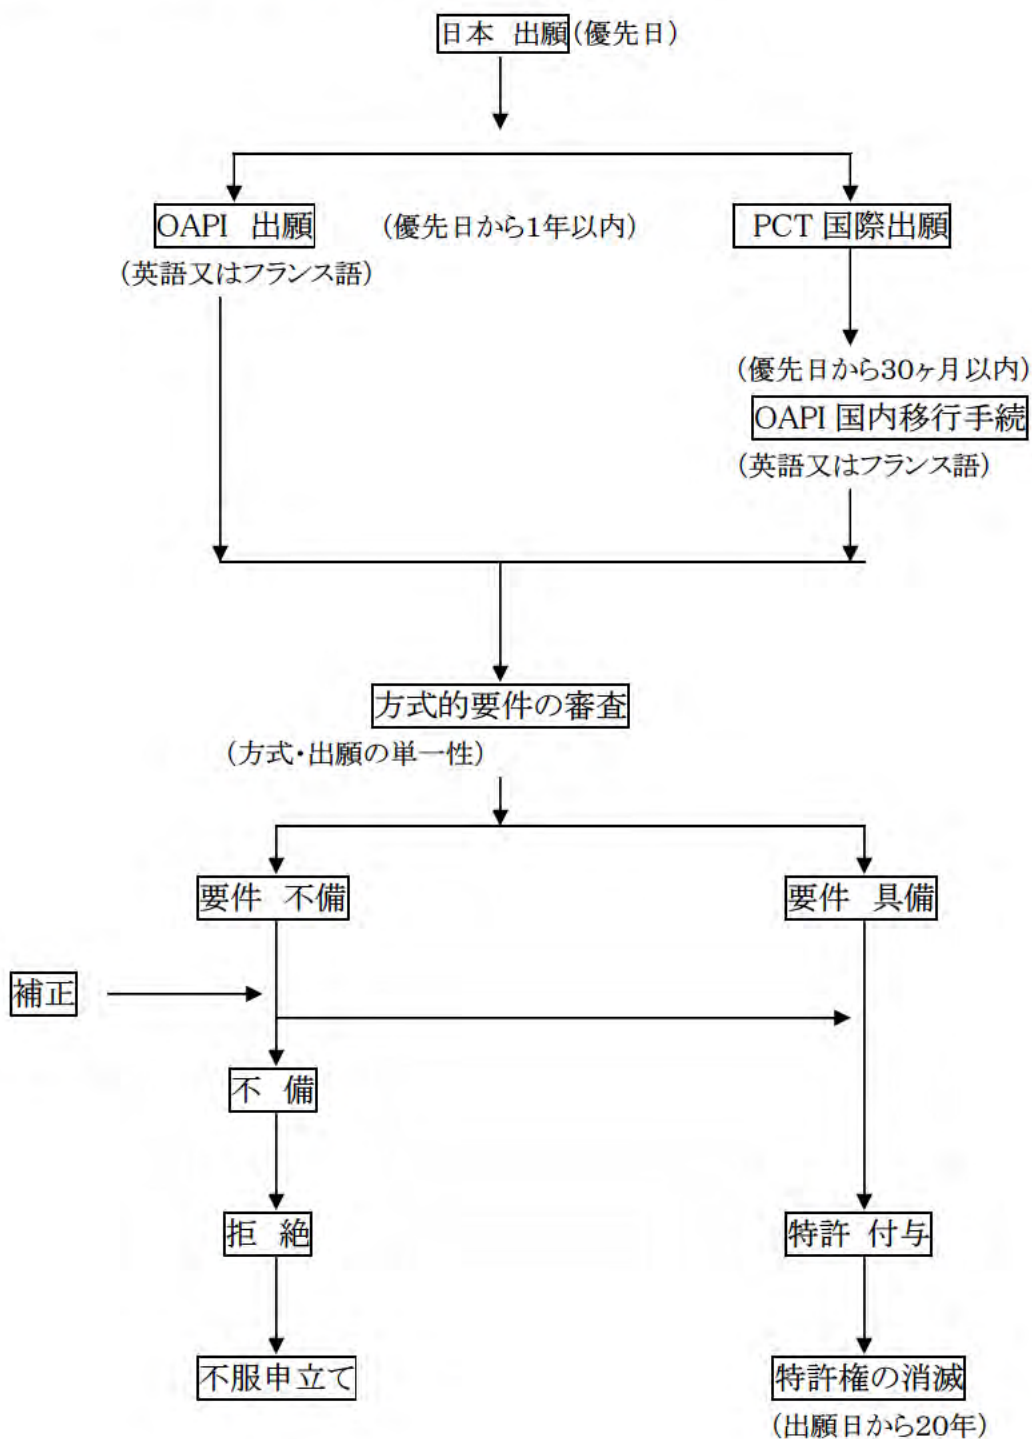 日本 出願(優先日)
OAPI 出願
(優先日から1年以内)
PCT 国際出願
(英語又はフランス語)
(優先日から30ヶ月以内)
OAPI 国内移行手続
(英語又はフランス語)
方式的要件の審査
(方式・出願の単一性)
要件 不備
要件 具備
補正
不 備
拒 絶
特許 付与
不服申立て
特許権の消滅
(出願日から20年)